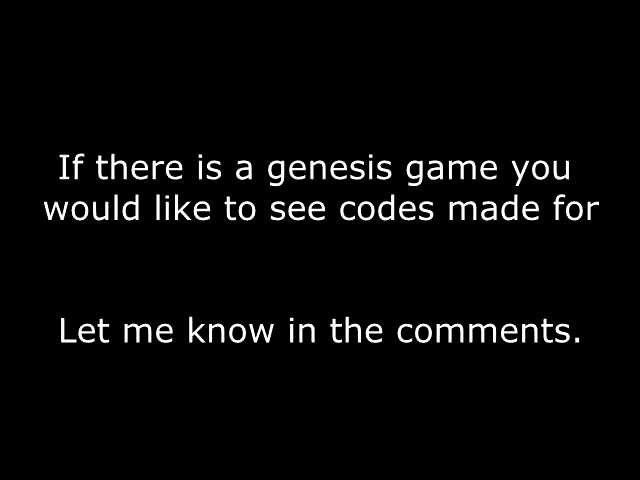 If there is a genesis game you
would like to see codes made for
Let me know in the comments.